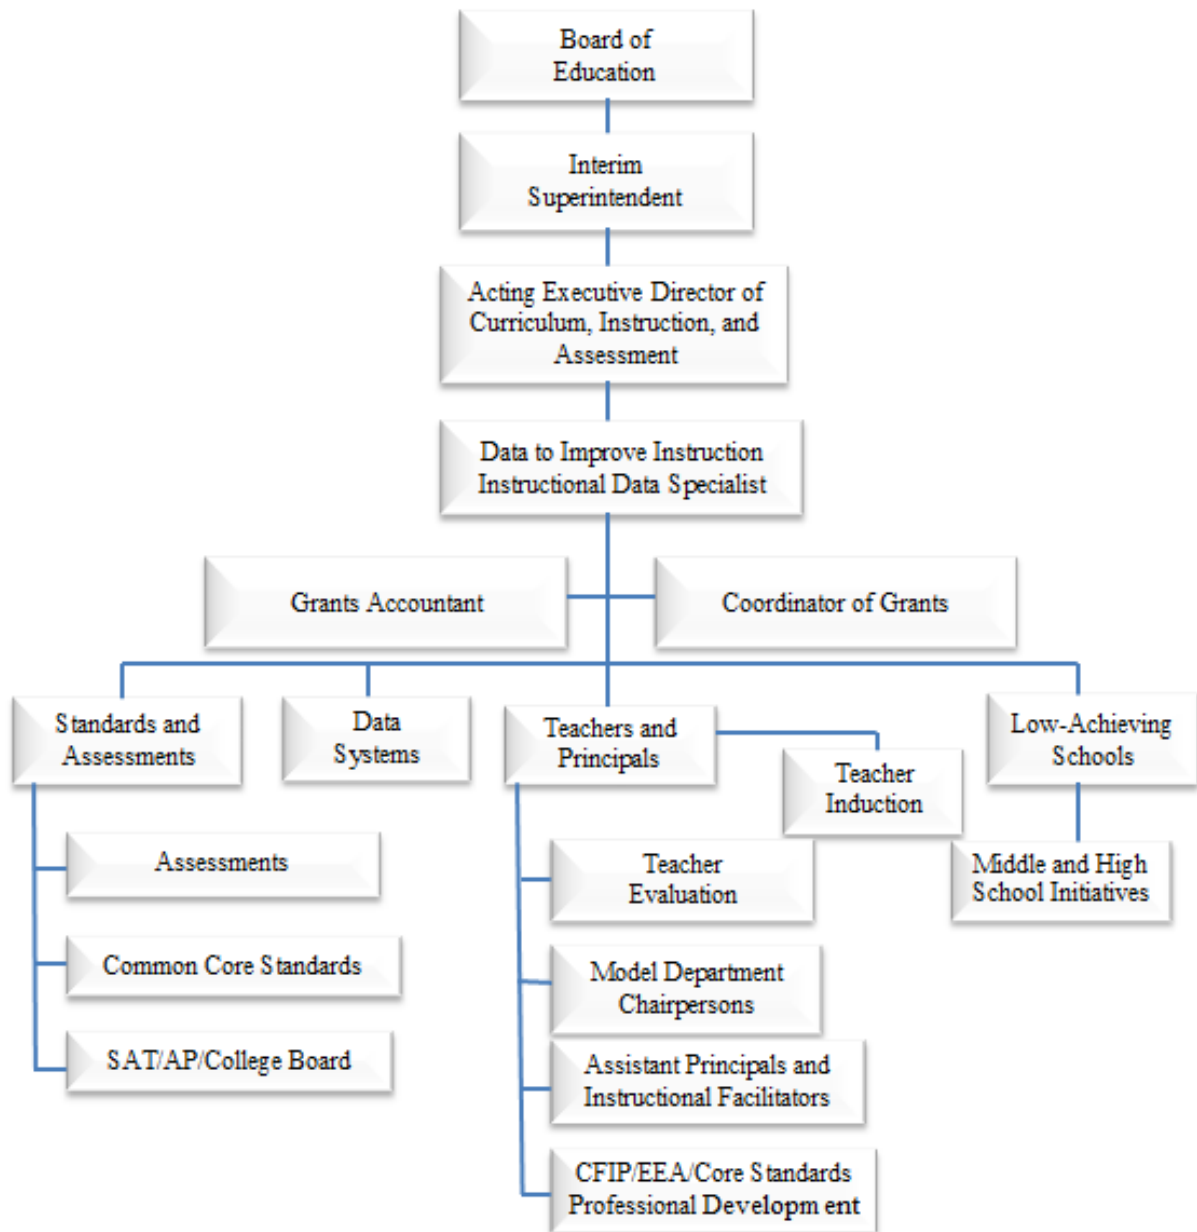 Board of
Education
Interim
Superintendent
Acting Executive Director of
Curriculum, Instruction, and
Assessment
Data to Improve Instruction
Instructional Data Specialist
Grants Accountant
Coordinator of Grants
Standards and
Assessments
Data
Systems
Teachers and
Principals
Low-Achieving
Schools
Teacher
Induction
Assessments
Common Core Standards
SAT/AP/College Board
Teacher
Evaluation
Model Department
Chairpersons
Assistant Principals and
Instructional Facilitators
CFIP/EEA/Core Standards
Professional Development
Middle and High
School Initiatives